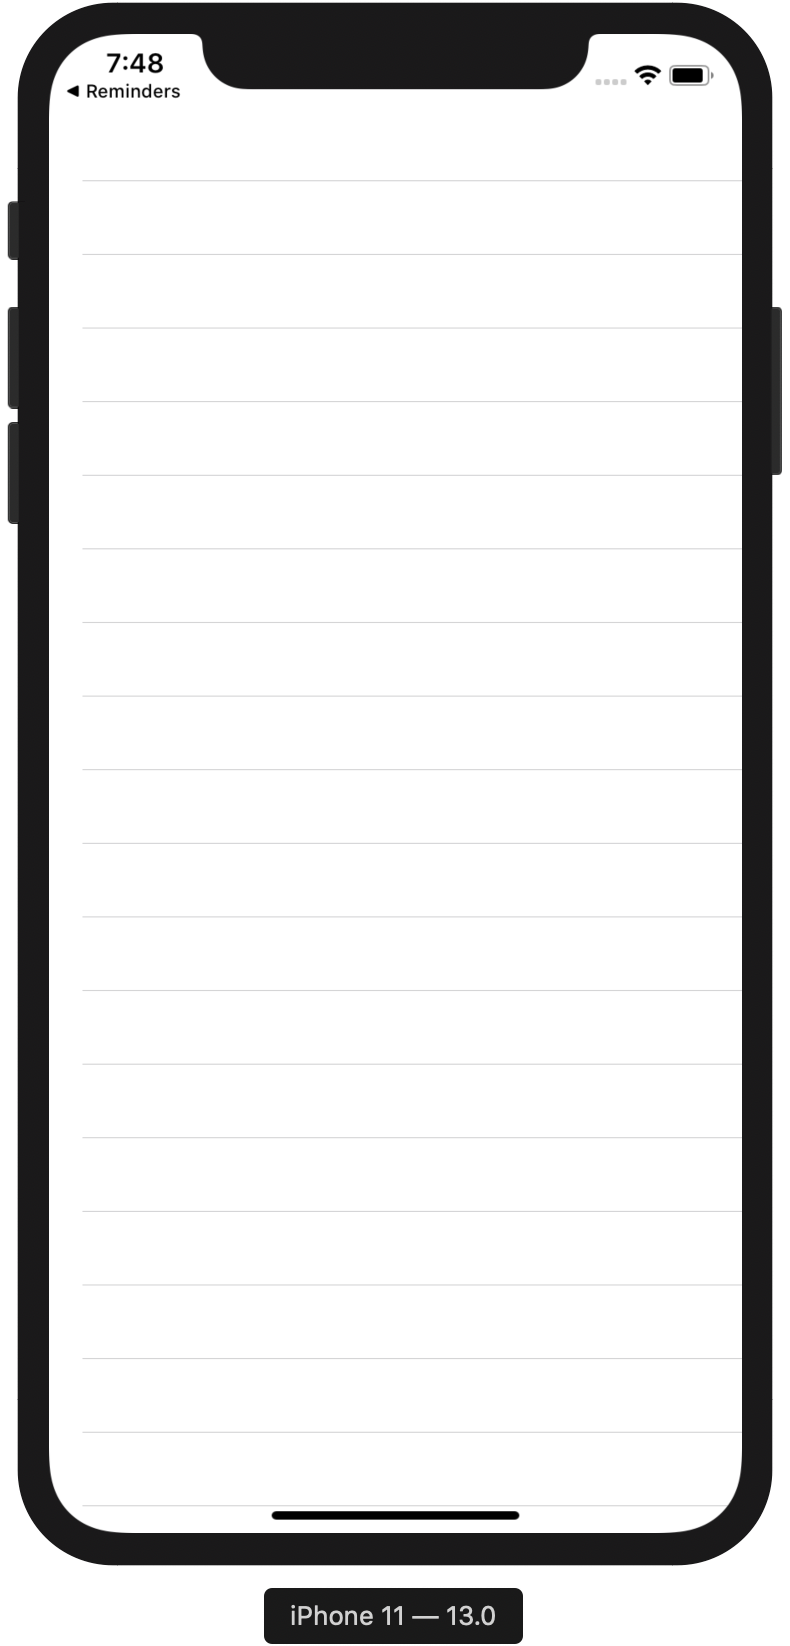 7:48
◀ Reminders
iPhone 11 — 13.0